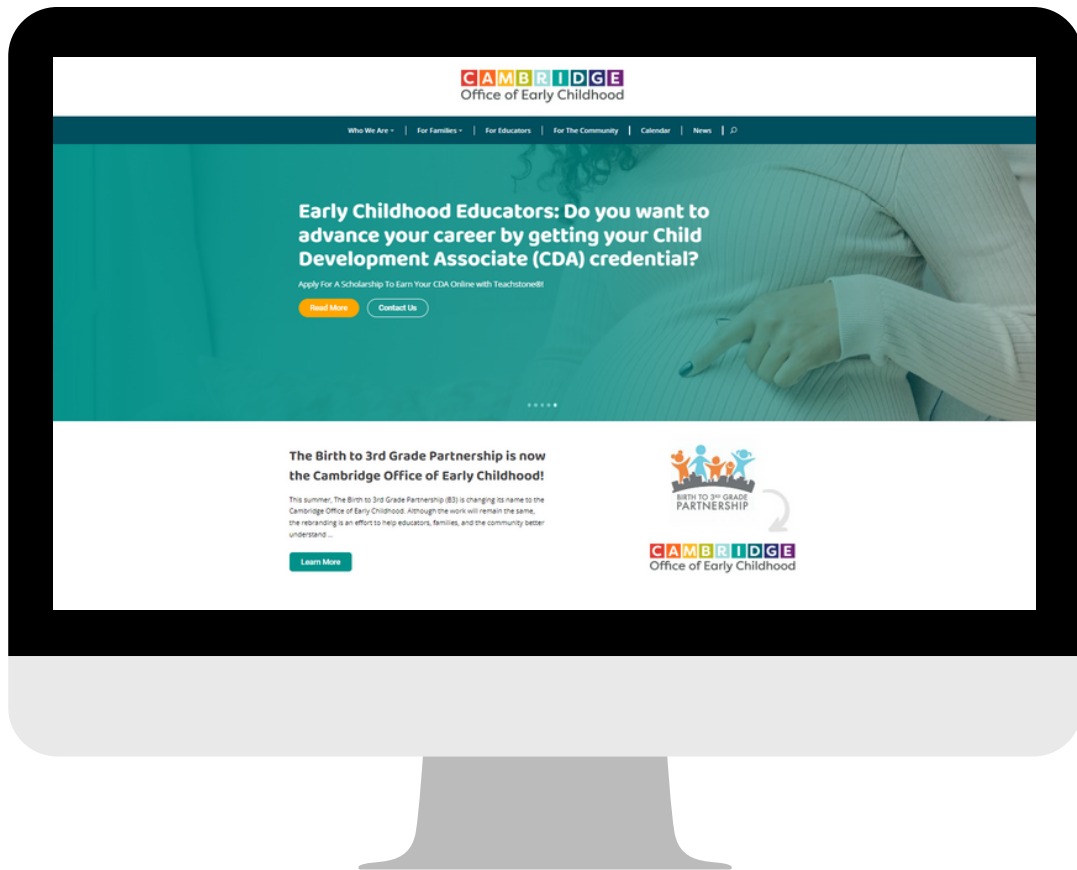 CAMBRIDGE
Office of Early Childhood
Who We Are
For Families
For Educators
For The Community
Calendar
News
Early Childhood Educators: Do you want to
advance your career by getting your Child
Development Associate (CDA) credential?
Apply For A Scholarship To Earn Your CDA Online with Teachstone®!
Read More
Contact Us
The Birth to 3rd Grade Partnership is now
the Cambridge Office of Early Childhood!
This summer, The Birth to 3rd Grade Partnership (B3) is changing its name to the
Cambridge Office of Early Childhood. Although the work will remain the same,
the rebranding is an effort to help educators, families, and the community better
understand ...
Learn More
BIRTH TO 3RD GRADE
PARTNERSHIP
CAMBRIDGE
Office of Early Childhood